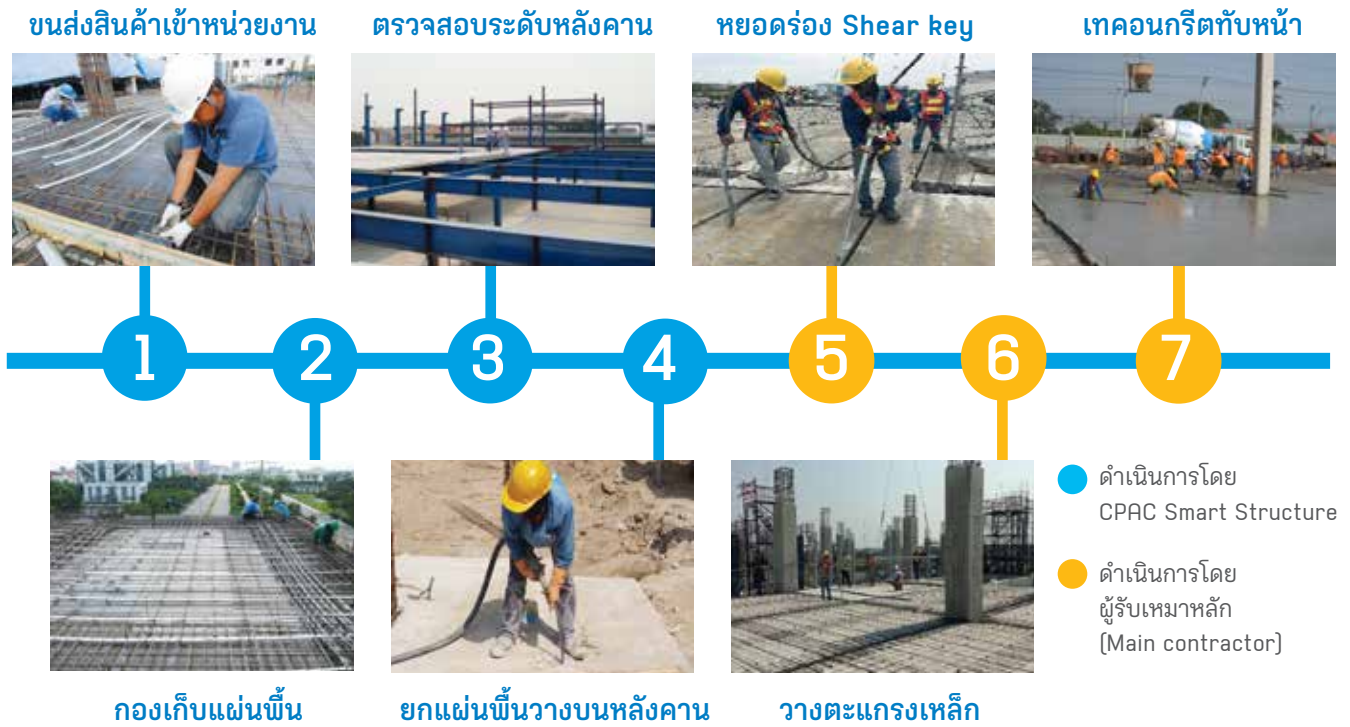 ขนส่งสินค้าเข้าหน่วยงาน
ตรวจสอบระดับหลังคาน
หยอดร่อง Shear key
เทคอนกรีตทับหน้า
1
2
3
4
5
6
7
กองเก็บแผ่นพื้น
ยกแผ่นพื้นวางบนหลังคาน
วางตะแกรงเหล็ก
ดำเนินการโดย
CPAC Smart Structure
ดำเนินการโดย
ผู้รับเหมาหลัก
(Main contractor)